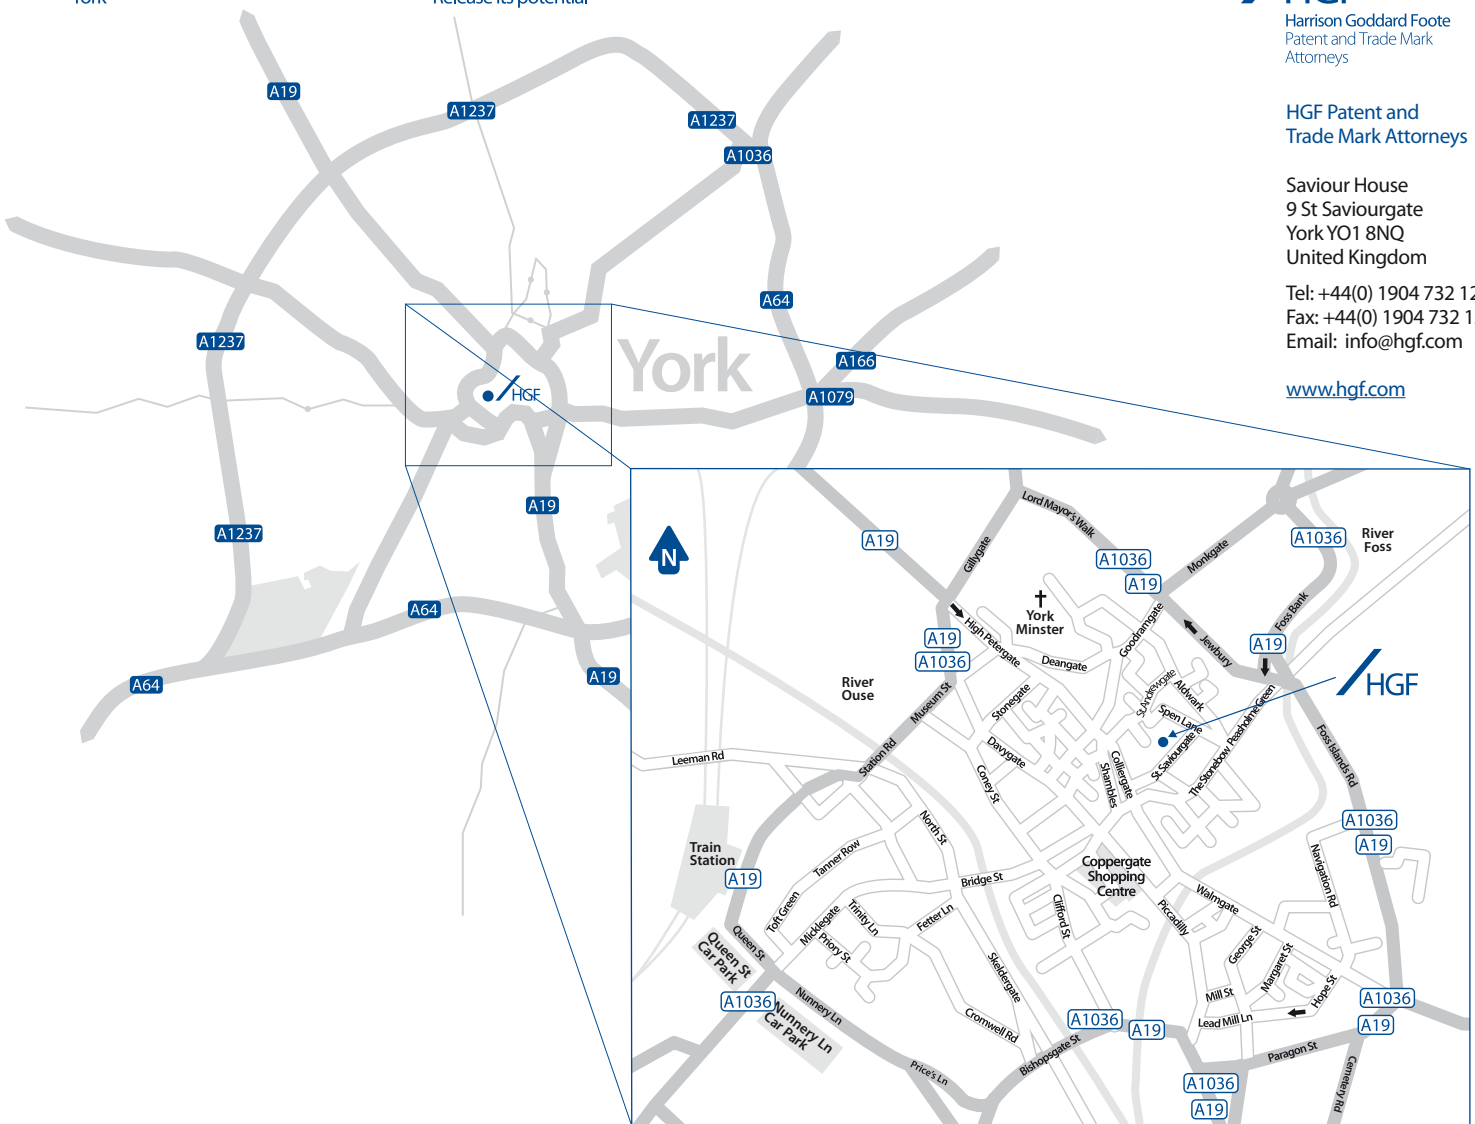 York
Release its potential
HGF
Harrison Goddard Foote
Patent and Trade Mark
Attorneys
HGF Patent and
Trade Mark Attorneys
Saviour House
9 St Saviourgate
York YO1 8NQ
United Kingdom
Tel: +44(0) 1904 732 12
Fax: +44(0) 1904 732 1
Email: info@hgf.com
www.hgf.com
A19
A1237
A1237
A1036
A64
A1237
York
A166
A1079
HGF
A19
A1237
A64
A64
A19
N
A19
Gillygate
Lord Mayor's Walk
A1036
A19
Monkgate
A1036
River
Foss
York
Minster
High Petergate
A19
A1036
Deangate
Goodramgate
Jewbury
Foss Bank
A19
HGF
River
Ouse
Museum St
Stonegate
St Andrewgate
Aldwark
Spen Lane
Peasholme Green
St Saviourgate
The Stonebow
Foss Islands Rd
Leeman Rd
Station Rd
Davygate
Coney St
Colliergate
Shambles
A1036
A19
Train
Station
A19
Tanner Row
North St
Bridge St
Coppergate
Shopping
Centre
Navigation Rd
Walmgate
Toft Green
Micklegate
Trinity Ln
Priory St
Fetter Ln
Clifford St
Piccadilly
George St
Margaret St
Queen St
Queen St
Car Park
Skeldergate
Mill St
Hope St
Lead Mill Ln
A1036
A19
A1036
Nunnery Ln
Nunnery Ln
Car Park
Cromwell Rd
A1036
A19
Bishopsgate St
Price's Ln
Paragon St
Cemetery Rd
A1036
A19